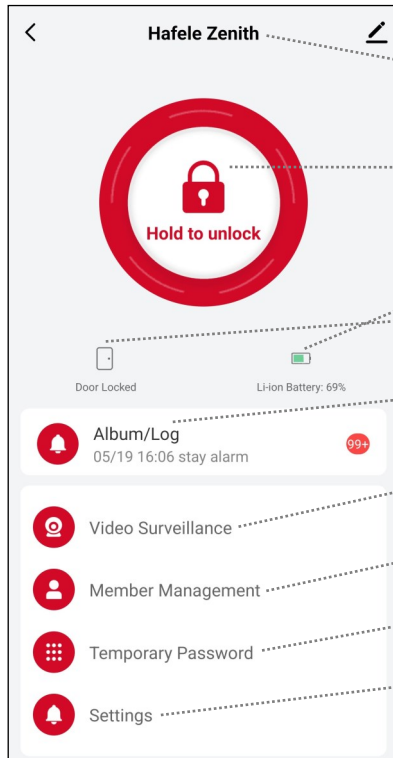 Hafele Zenith
Hold to unlock
Door Locked
Li-ion Battery: 69%
Album/Log
05/19 16:06 stay alarm
99+
Video Surveillance
Member Management
Temporary Password
Settings